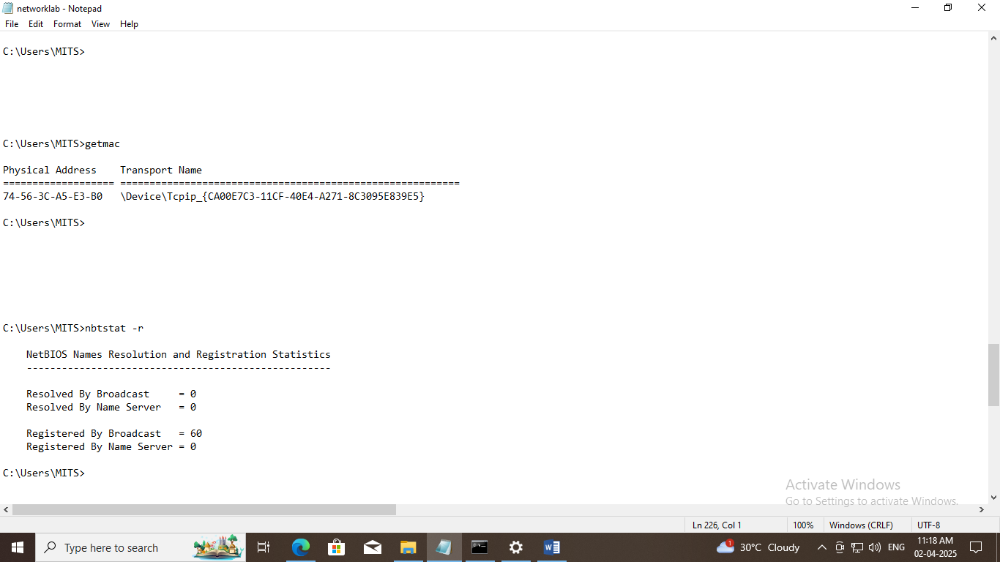 networklab - Notepad
File Edit Format View Help
C:\Users\MITS>
C:\Users\MITS>getmac
Physical Address    Transport Name
=================== ==========================================================
74-56-3C-A5-E3-B0   \Device\Tcpip_{CA00E7C3-11CF-40E4-A271-8C3095E839E5}
C:\Users\MITS>
C:\Users\MITS>nbtstat -r
    NetBIOS Names Resolution and Registration Statistics
    ----------------------------------------------------
    Resolved By Broadcast     = 0
    Resolved By Name Server   = 0
    Registered By Broadcast   = 60
    Registered By Name Server = 0
C:\Users\MITS>
Activate Windows
Go to Settings to activate Windows.
Ln 226, Col 1 100% Windows (CRLF) UTF-8
Type here to search 1 30°C Cloudy ENG 11:18 AM
02-04-2025